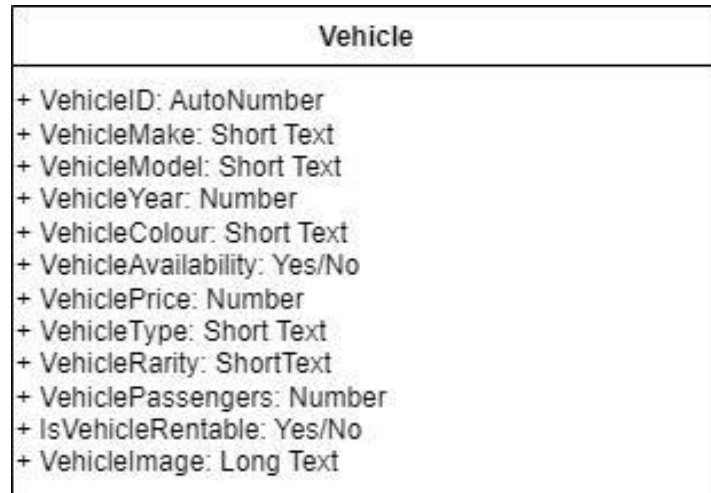 Vehicle
+ VehicleID: AutoNumber
+ VehicleMake: Short Text
+ VehicleModel: Short Text
+ VehicleYear: Number
+ VehicleColour: Short Text
+ VehicleAvailability: Yes/No
+ VehiclePrice: Number
+ VehicleType: Short Text
+ VehicleRarity: ShortText
+ VehiclePassengers: Number
+ IsVehicleRentable: Yes/No
+ VehicleImage: Long Text